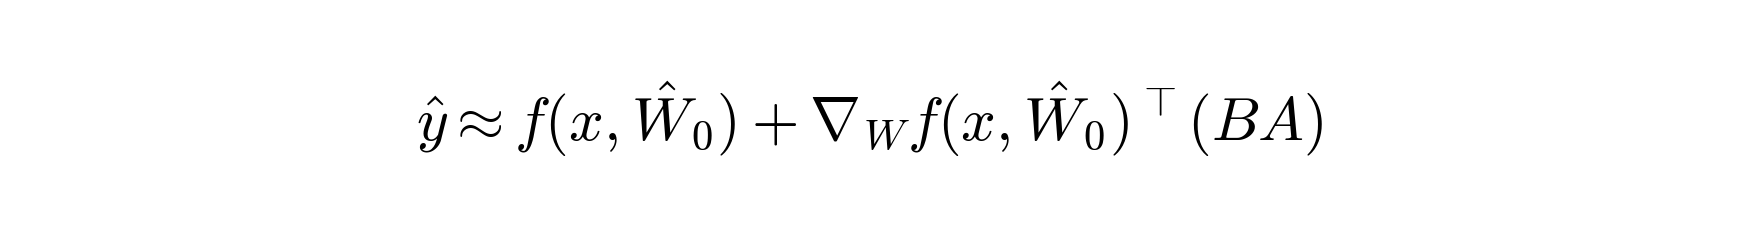 ŷ ≈ f(x, Ŵ₀) + ∇_W f(x, Ŵ₀)^⊤ (BA)